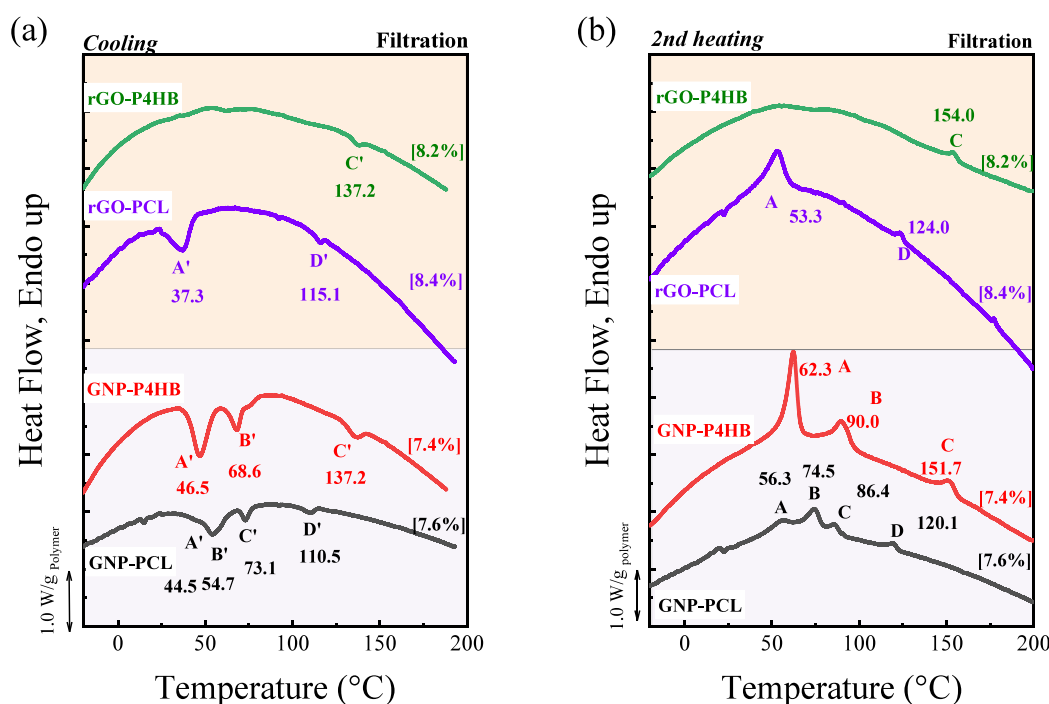 (a)
Cooling
Filtration
rGO-P4HB
[8.2%]
C'
137.2
rGO-PCL
A'
37.3
D'
115.1
[8.4%]
GNP-P4HB
[7.4%]
A'
46.5
B'
68.6
C'
137.2
[7.6%]
GNP-PCL
A'
44.5
B'
54.7
C'
73.1
D'
110.5
Heat Flow, Endo up
1.0 W/g Polymer
0
50
100
150
200
Temperature (°C)
(b)
2nd heating
Filtration
rGO-P4HB
154.0
C
[8.2%]
A
53.3
124.0
D
rGO-PCL
[8.4%]
62.3
A
B
90.0
GNP-P4HB
C
151.7
[7.4%]
56.3
A
74.5
B
86.4
C
120.1
D
[7.6%]
GNP-PCL
Heat Flow, Endo up
1.0 W/g polymer
0
50
100
150
200
Temperature (°C)